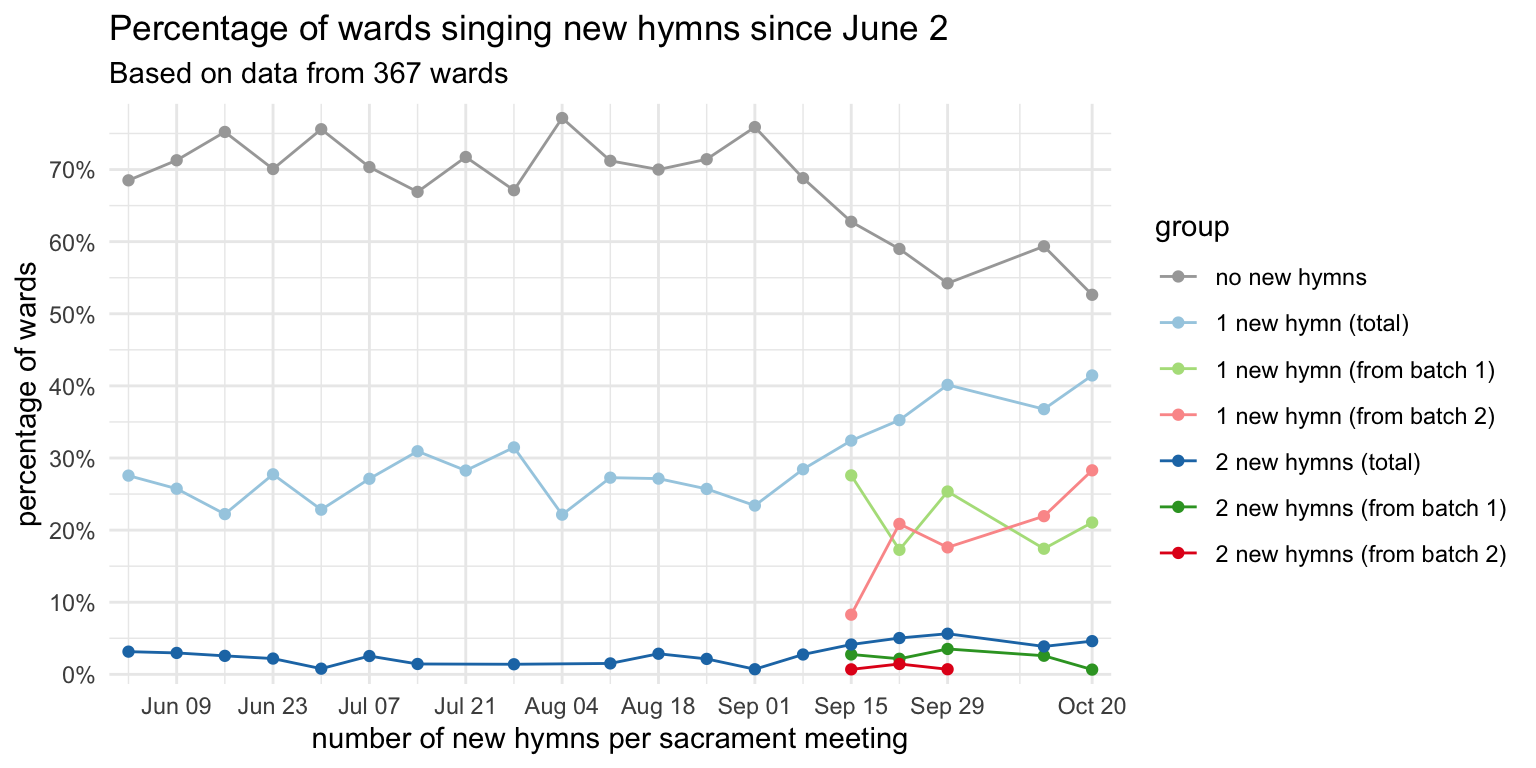 Percentage of wards singing new hymns since June 2
Based on data from 367 wards
percentage of wards
70%
60%
50%
40%
30%
20%
10%
0%
Jun 09 Jun 23 Jul 07 Jul 21 Aug 04 Aug 18 Sep 01 Sep 15 Sep 29 Oct 20
number of new hymns per sacrament meeting
group
no new hymns
1 new hymn (total)
1 new hymn (from batch 1)
1 new hymn (from batch 2)
2 new hymns (total)
2 new hymns (from batch 1)
2 new hymns (from batch 2)